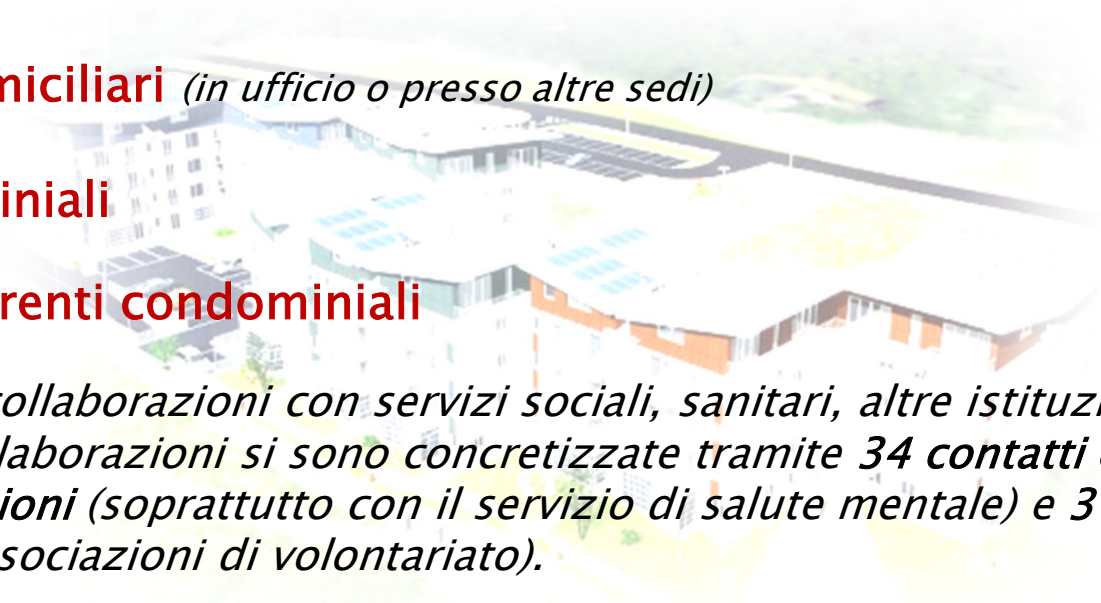 miciliari (in ufficio o presso altre sedi)
iniali
renti condominiali
ollaborazioni con servizi sociali, sanitari, altre istituzi
laborazioni si sono concretizzate tramite 34 contatti
ioni (soprattutto con il servizio di salute mentale) e 3
sociazioni di volontariato).